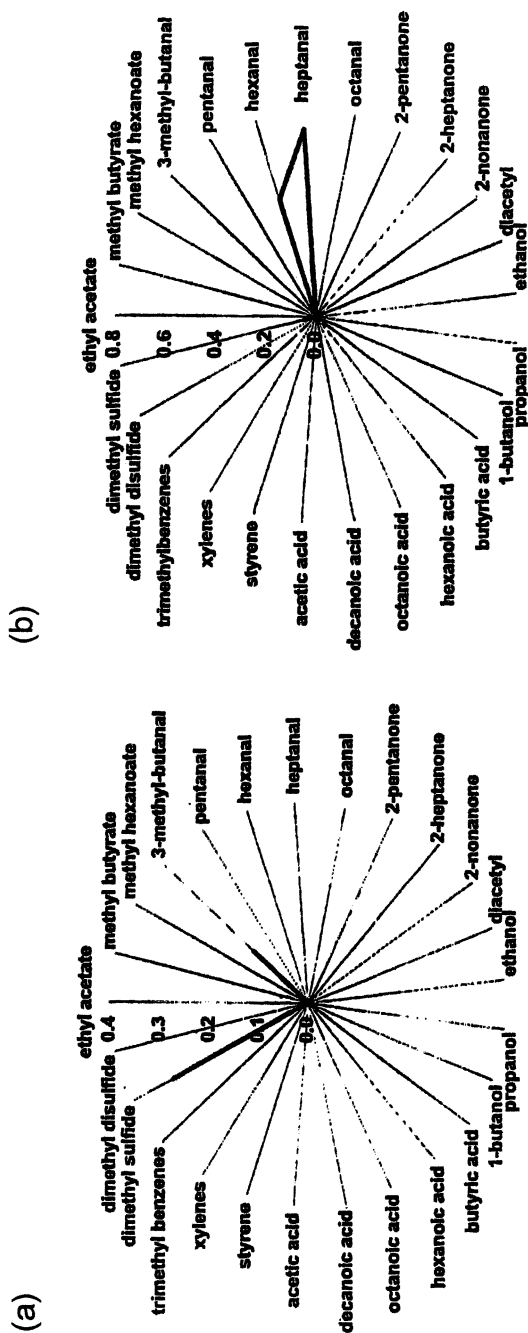 (a)
ethyl acetate
methyl butyrate
methyl hexanoate
3-methyl-butanal
pentanal
hexanal
heptanal
octanal
2-pentanone
2-heptanone
2-nonanone
diacetyl
ethanol
propanol
1-butanol
butyric acid
hexanoic acid
octanoic acid
decanoic acid
acetic acid
styrene
xylenes
trimethyl benzenes
dimethyl sulfide
dimethyl disulfide
0.4
0.3
0.2
0.1
0.0
(b)
ethyl acetate
methyl butyrate
methyl hexanoate
3-methyl-butanal
pentanal
hexanal
heptanal
octanal
2-pentanone
2-heptanone
2-nonanone
diacetyl
ethanol
propanol
1-butanol
butyric acid
hexanoic acid
octanoic acid
decanoic acid
acetic acid
styrene
xylenes
trimethylbenzenes
dimethyl disulfide
dimethyl sulfide
0.8
0.6
0.4
0.2
0.0